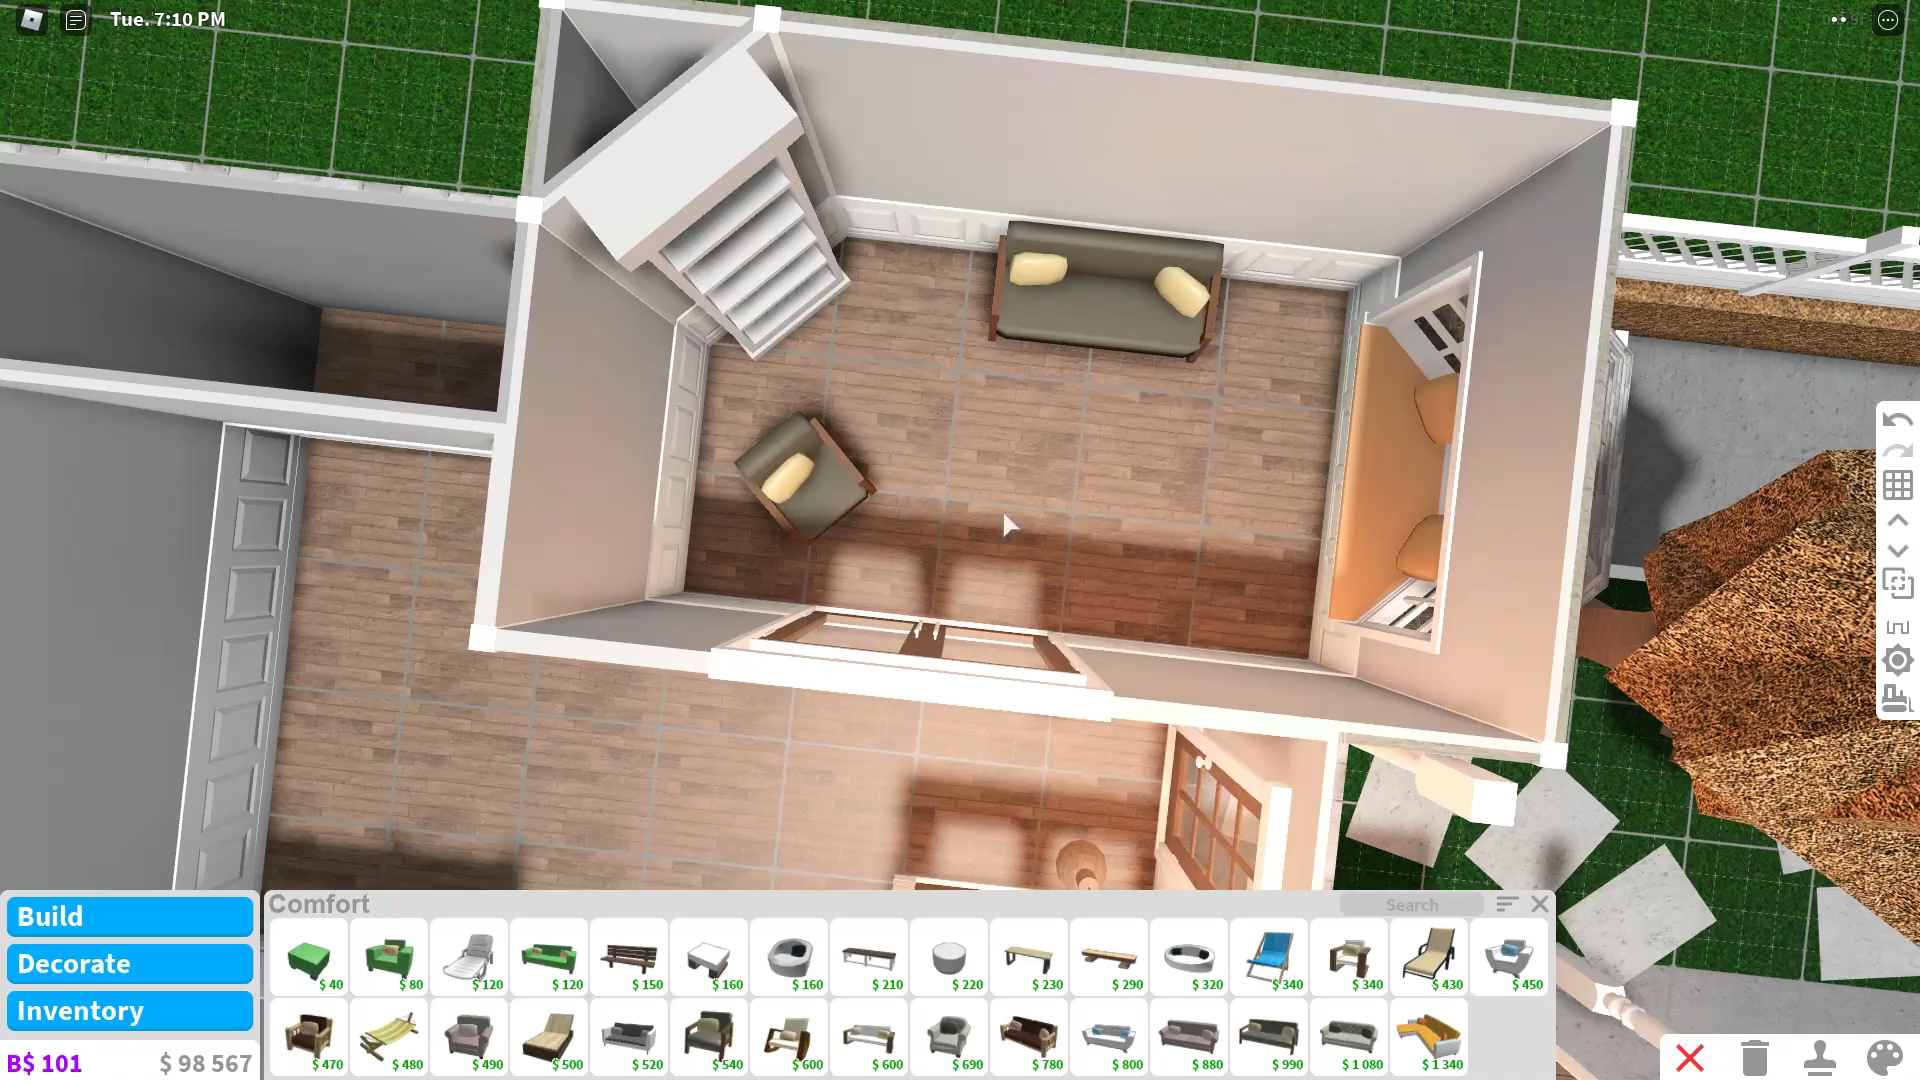 Tue. 7:10 PM
Build
Decorate
Inventory
B$ 101
$ 98 567
Comfort
Search
$ 40
$ 80
$ 120
$ 120
$ 150
$ 160
$ 160
$ 210
$ 220
$ 230
$ 290
$ 320
$ 340
$ 340
$ 430
$ 450
$ 470
$ 480
$ 490
$ 500
$ 520
$ 540
$ 600
$ 600
$ 690
$ 780
$ 800
$ 880
$ 990
$ 1 080
$ 1 340